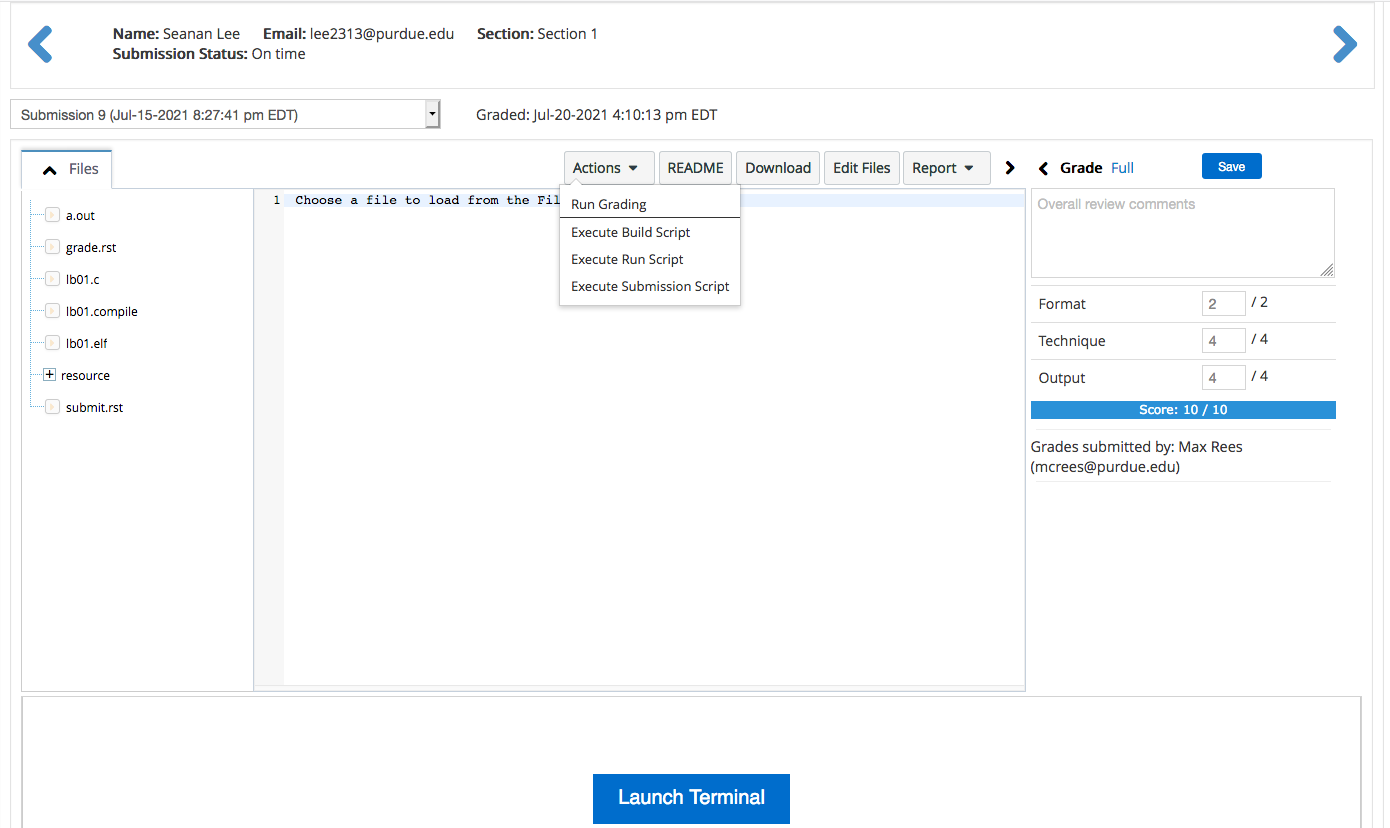 Name: Seanan Lee Email: lee2313@purdue.edu Section: Section 1
Submission Status: On time
Submission 9 (Jul-15-2021 8:27:41 pm EDT)
Graded: Jul-20-2021 4:10:13 pm EDT
Files
Actions
README
Download
Edit Files
Report
Grade Full
Save
a.out
grade.rst
lb01.c
lb01.compile
lb01.elf
resource
submit.rst
1 Choose a file to load from the Fil
Run Grading
Execute Build Script
Execute Run Script
Execute Submission Script
Overall review comments
Format 2 / 2
Technique 4 / 4
Output 4 / 4
Score: 10 / 10
Grades submitted by: Max Rees
(mcrees@purdue.edu)
Launch Terminal